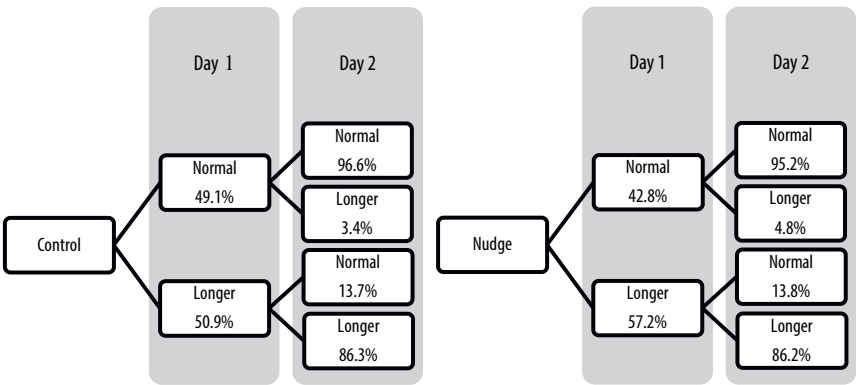 Day 1
Day 2
Control
Normal
49.1%
Normal
96.6%
Longer
3.4%
Longer
50.9%
Normal
13.7%
Longer
86.3%
Day 1
Day 2
Nudge
Normal
42.8%
Normal
95.2%
Longer
4.8%
Longer
57.2%
Normal
13.8%
Longer
86.2%